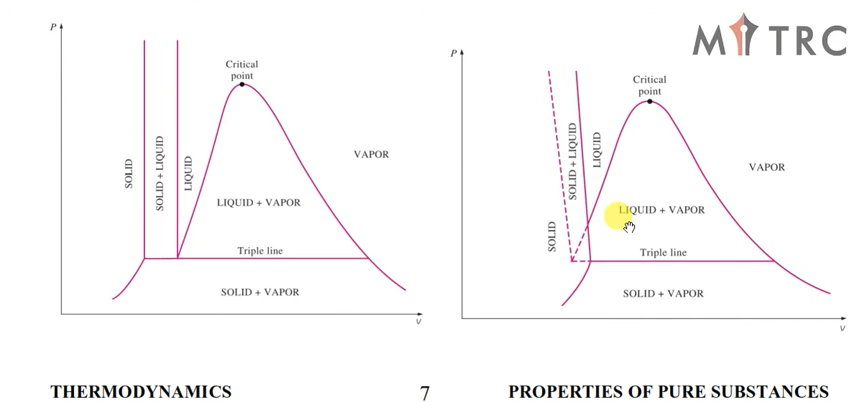 MITRC
P
Critical
point
SOLID
SOLID + LIQUID
LIQUID
VAPOR
LIQUID + VAPOR
Triple line
SOLID + VAPOR
v
P
Critical
point
SOLID
SOLID + LIQUID
LIQUID
VAPOR
LIQUID + VAPOR
Triple line
SOLID + VAPOR
v
THERMODYNAMICS 7 PROPERTIES OF PURE SUBSTANCES